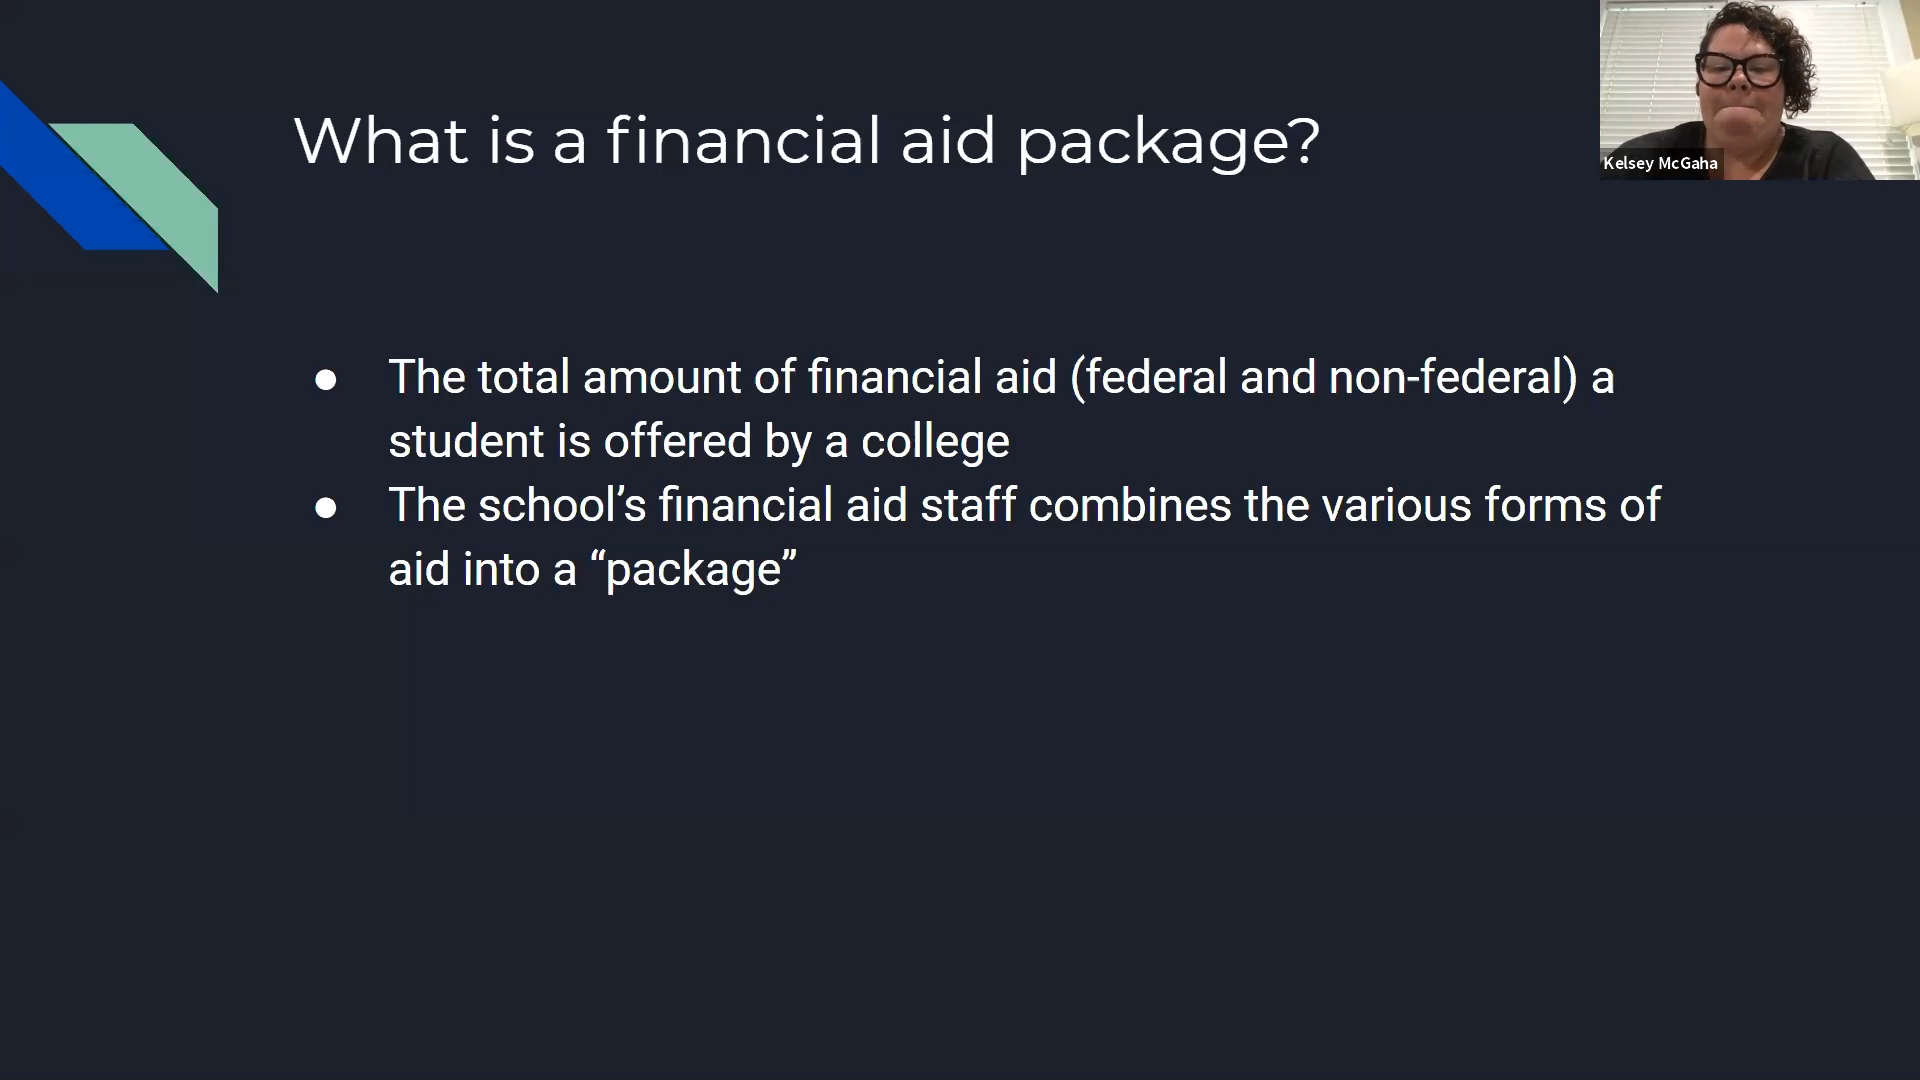 What is a financial aid package?
Kelsey McGaha
● The total amount of financial aid (federal and non-federal) a
student is offered by a college
● The school’s financial aid staff combines the various forms of
aid into a “package”